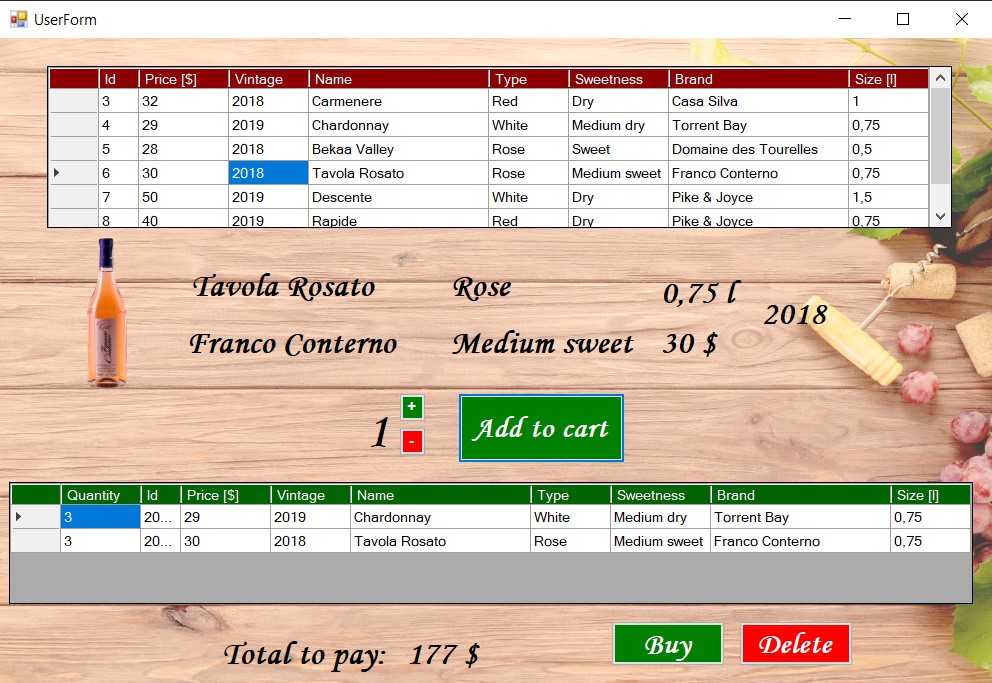 UserForm
Id Price [$] Vintage Name Type Sweetness Brand Size [l]
3 32 2018 Carmenere Red Dry Casa Silva 1
4 29 2019 Chardonnay White Medium dry Torrent Bay 0,75
5 28 2018 Bekaa Valley Rose Sweet Domaine des Tourelles 0,5
6 30 2018 Tavola Rosato Rose Medium sweet Franco Conterno 0,75
7 50 2019 Descente White Dry Pike & Joyce 1,5
8 40 2019 Rapide Red Dry Pike & Joyce 0,75
Tavola Rosato Rose 0,75 l
2018
Franco Conterno Medium sweet 30 $
+
1 Add to cart
-
Quantity Id Price [$] Vintage Name Type Sweetness Brand Size [l]
3 20... 29 2019 Chardonnay White Medium dry Torrent Bay 0,75
3 20... 30 2018 Tavola Rosato Rose Medium sweet Franco Conterno 0,75
Total to pay: 177 $ Buy Delete